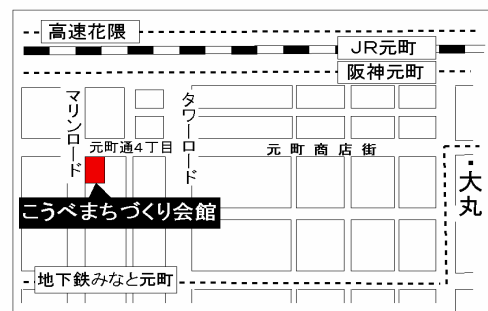 高速花隈
JR元町
阪神元町
マリンロード
タワーロード
元町通4丁目
元町商店街
・大丸
こうべまちづくり会館
地下鉄みなと元町